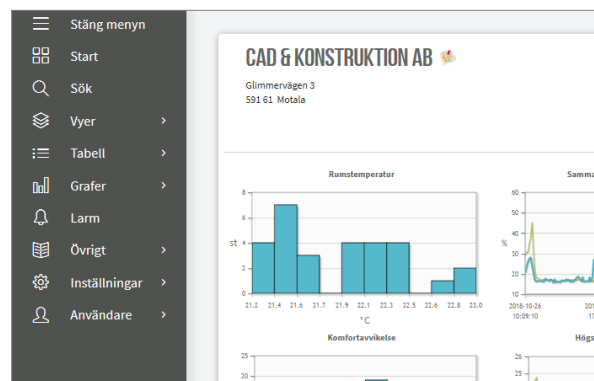 Stäng menyn
Start
Sök
Vyer
Tabell
Grafer
Larm
Övrigt
Inställningar
Användare
CAD & KONSTRUKTION AB
Glimmervägen 3
591 61 Motala
Rumstemperatur
8
6
st 4
2
0
21.2 21.4 21.6 21.7 21.9 22.1 22.3 22.5 22.6 22.8 23.0
°C
Samma
60
50
40
%
30
20
10
2018-10-26 201
10:09:10 17
Komfortavvikelse
25
20
Högs
26
25